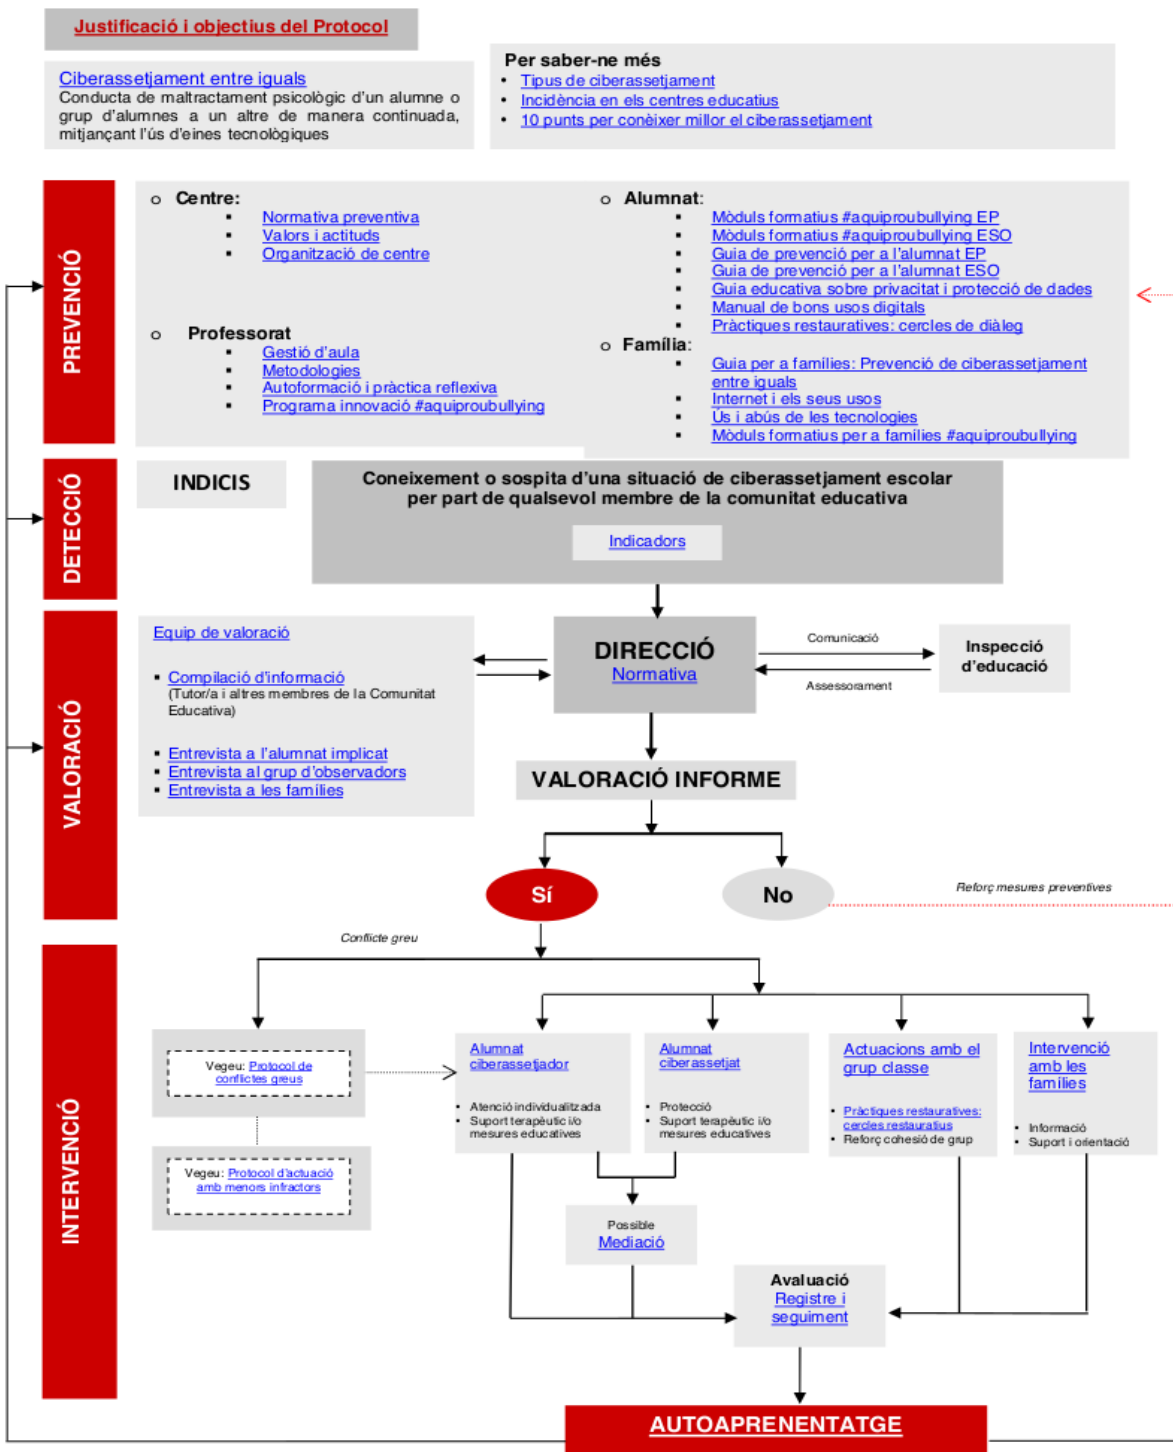 Justificació i objectius del Protocol
Ciberassetjament entre iguals
Conducta de maltractament psicològic d'un alumne o
grup d'alumnes a un altre de manera continuada,
mitjançant l'ús d'eines tecnològiques
Per saber-ne més
• Tipus de ciberassetjament
• Incidència en els centres educatius
• 10 punts per conèixer millor el ciberassetjament
PREVENCIÓ
o Centre:
▪ Normativa preventiva
▪ Valors i actituds
▪ Organització de centre
o Professorat
▪ Gestió d'aula
▪ Metodologies
▪ Autoformació i pràctica reflexiva
▪ Programa innovació #aquiproubullying
o Alumnat:
▪ Mòduls formatius #aquiproubullying EP
▪ Mòduls formatius #aquiproubullying ESO
▪ Guia de prevenció per a l'alumnat EP
▪ Guia de prevenció per a l'alumnat ESO
▪ Guia educativa sobre privacitat i protecció de dades
▪ Manual de bons usos digitals
▪ Pràctiques restauratives: cercles de diàleg
o Família:
▪ Guia per a famílies: Prevenció de ciberassetjament
entre iguals
▪ Internet i els seus usos
▪ Ús i abús de les tecnologies
▪ Mòduls formatius per a famílies #aquiproubullying
DETECCIÓ
INDICIS
Coneixement o sospita d'una situació de ciberassetjament escolar
per part de qualsevol membre de la comunitat educativa
Indicadors
VALORACIÓ
Equip de valoració
▪ Compilació d'informació
(Tutor/a i altres membres de la Comunitat
Educativa)
▪ Entrevista a l'alumnat implicat
▪ Entrevista al grup d'observadors
▪ Entrevista a les famílies
DIRECCIÓ
Normativa
Comunicació
Assessorament
Inspecció
d'educació
VALORACIÓ INFORME
Sí
No
Reforç mesures preventives
INTERVENCIÓ
Conflicte greu
Vegeu: Protocol de
conflictes greus
Vegeu: Protocol d'actuació
amb menors infractors
Alumnat
ciberassetjador
▪ Atenció individualitzada
▪ Suport terapèutic i/o
mesures educatives
Alumnat
ciberassetjat
▪ Protecció
▪ Suport terapèutic i/o
mesures educatives
Actuacions amb el
grup classe
▪ Pràctiques restauratives:
cercles restauratius
▪ Reforç cohesió de grup
Intervenció
amb les
famílies
▪ Informació
▪ Suport i orientació
Possible
Mediació
Avaluació
Registre i
seguiment
AUTOAPRENENTATGE